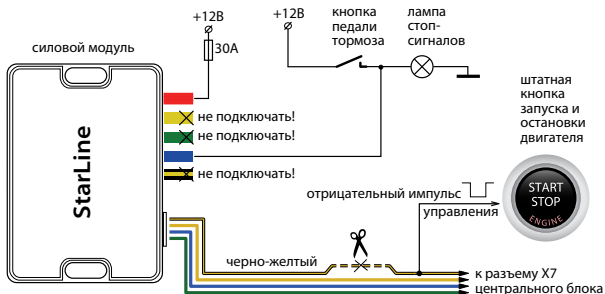 +12В
+12В
кнопка
педали
тормоза
лампа
стоп-
сигналов
силовой модуль
30А
не подключать!
не подключать!
не подключать!
StarLine
штатная
кнопка
запуска и
остановки
двигателя
START
STOP
ENGINE
отрицательный импульс
управления
черно-желтый
к разъему X7
центрального блока